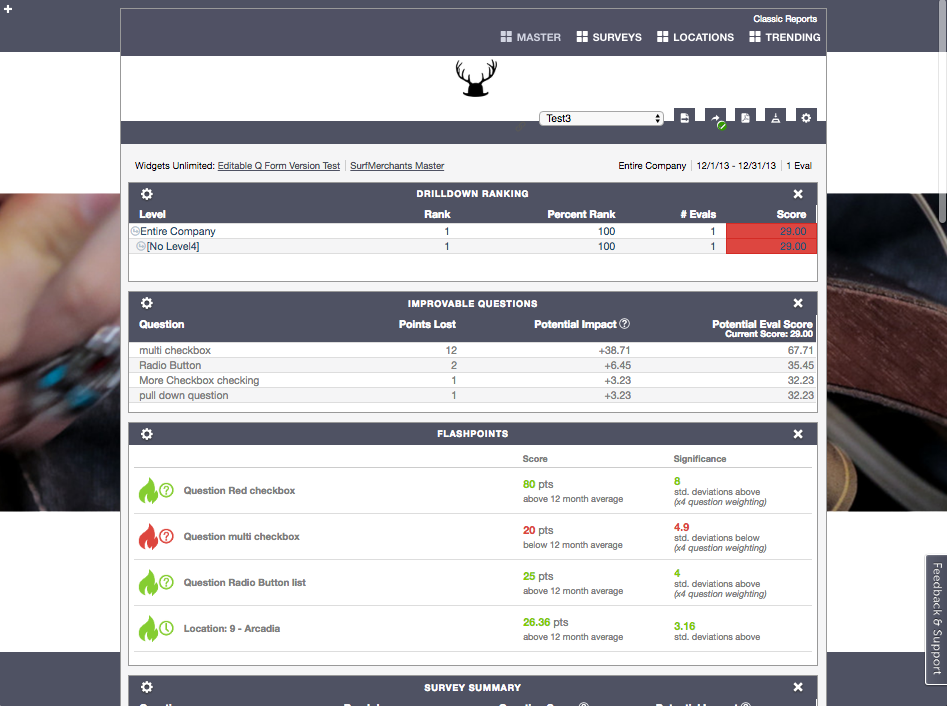 Classic Reports
MASTER SURVEYS LOCATIONS TRENDING
Test3
Widgets Unlimited: Editable Q Form Version Test SurfMerchants Master Entire Company 12/1/13 - 12/31/13 1 Eval
DRILLDOWN RANKING
Level Rank Percent Rank # Evals Score
Entire Company 1 100 1 29.00
[No Level4] 1 100 1 29.00
IMPROVABLE QUESTIONS
Question Points Lost Potential Impact Potential Eval Score
Current Score: 29.00
multi checkbox 12 +38.71 67.71
Radio Button 2 +6.45 35.45
More Checkbox checking 1 +3.23 32.23
pull down question 1 +3.23 32.23
FLASHPOINTS
Score Significance
Question Red checkbox
80 pts
above 12 month average
8
std. deviations above
(x4 question weighting)
Question multi checkbox
20 pts
below 12 month average
4.9
std. deviations below
(x4 question weighting)
Question Radio Button list
25 pts
above 12 month average
4
std. deviations above
(x4 question weighting)
Location: 9 - Arcadia
26.36 pts
above 12 month average
3.16
std. deviations above
SURVEY SUMMARY
Feedback & Support